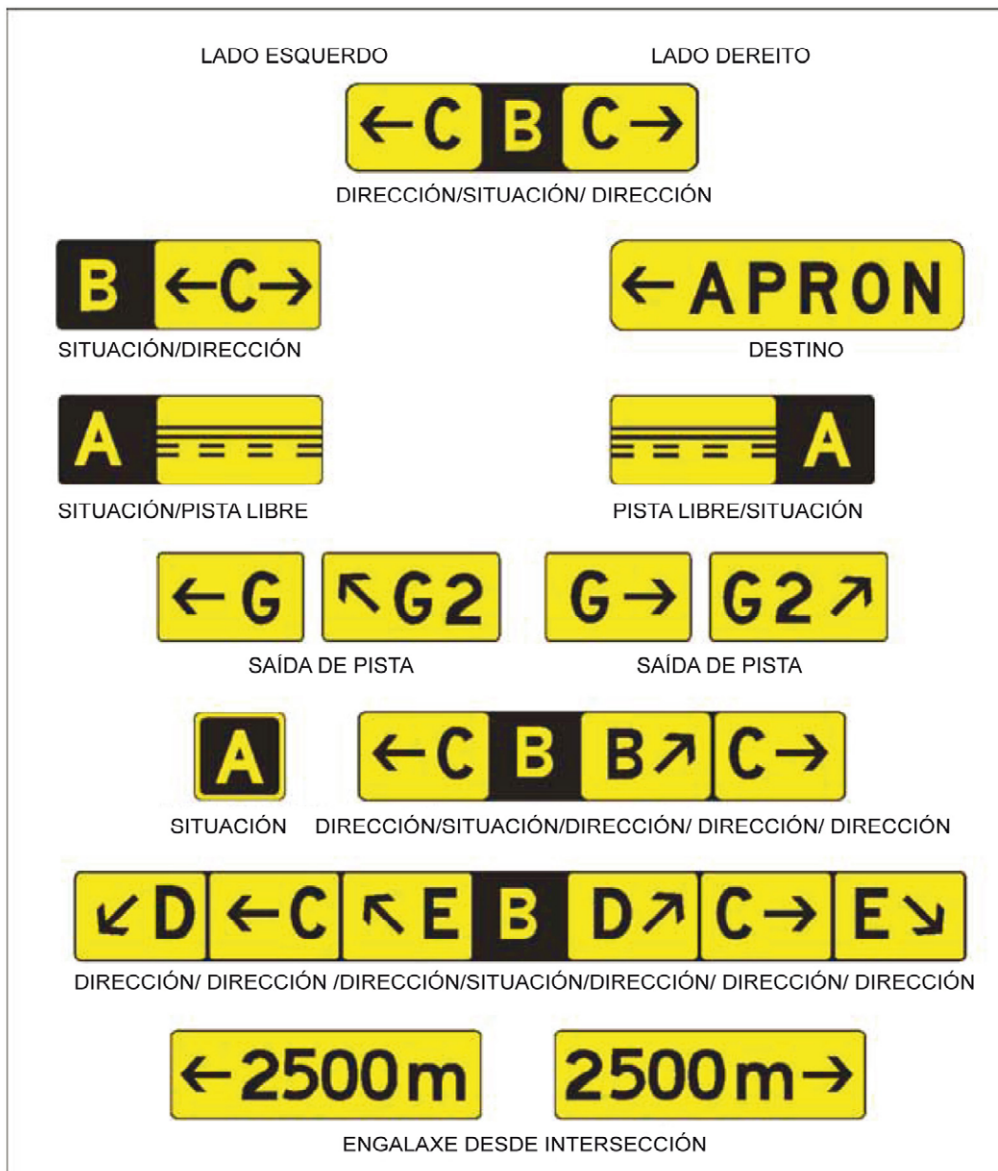 LADO ESQUERDO LADO DEREITO
←C B C→
DIRECCIÓN/SITUACIÓN/ DIRECCIÓN
B ←C→ ←APRON
SITUACIÓN/DIRECCIÓN DESTINO
A A
SITUACIÓN/PISTA LIBRE PISTA LIBRE/SITUACIÓN
←G ↖G2 G→ G2↗
SAÍDA DE PISTA SAÍDA DE PISTA
A ←C B B↗ C→
SITUACIÓN DIRECCIÓN/SITUACIÓN/DIRECCIÓN/ DIRECCIÓN/ DIRECCIÓN
↙D ←C ↖E B D↗ C→ E↘
DIRECCIÓN/ DIRECCIÓN /DIRECCIÓN/SITUACIÓN/DIRECCIÓN/ DIRECCIÓN/ DIRECCIÓN
←2500m 2500m→
ENGALAXE DESDE INTERSECCIÓN